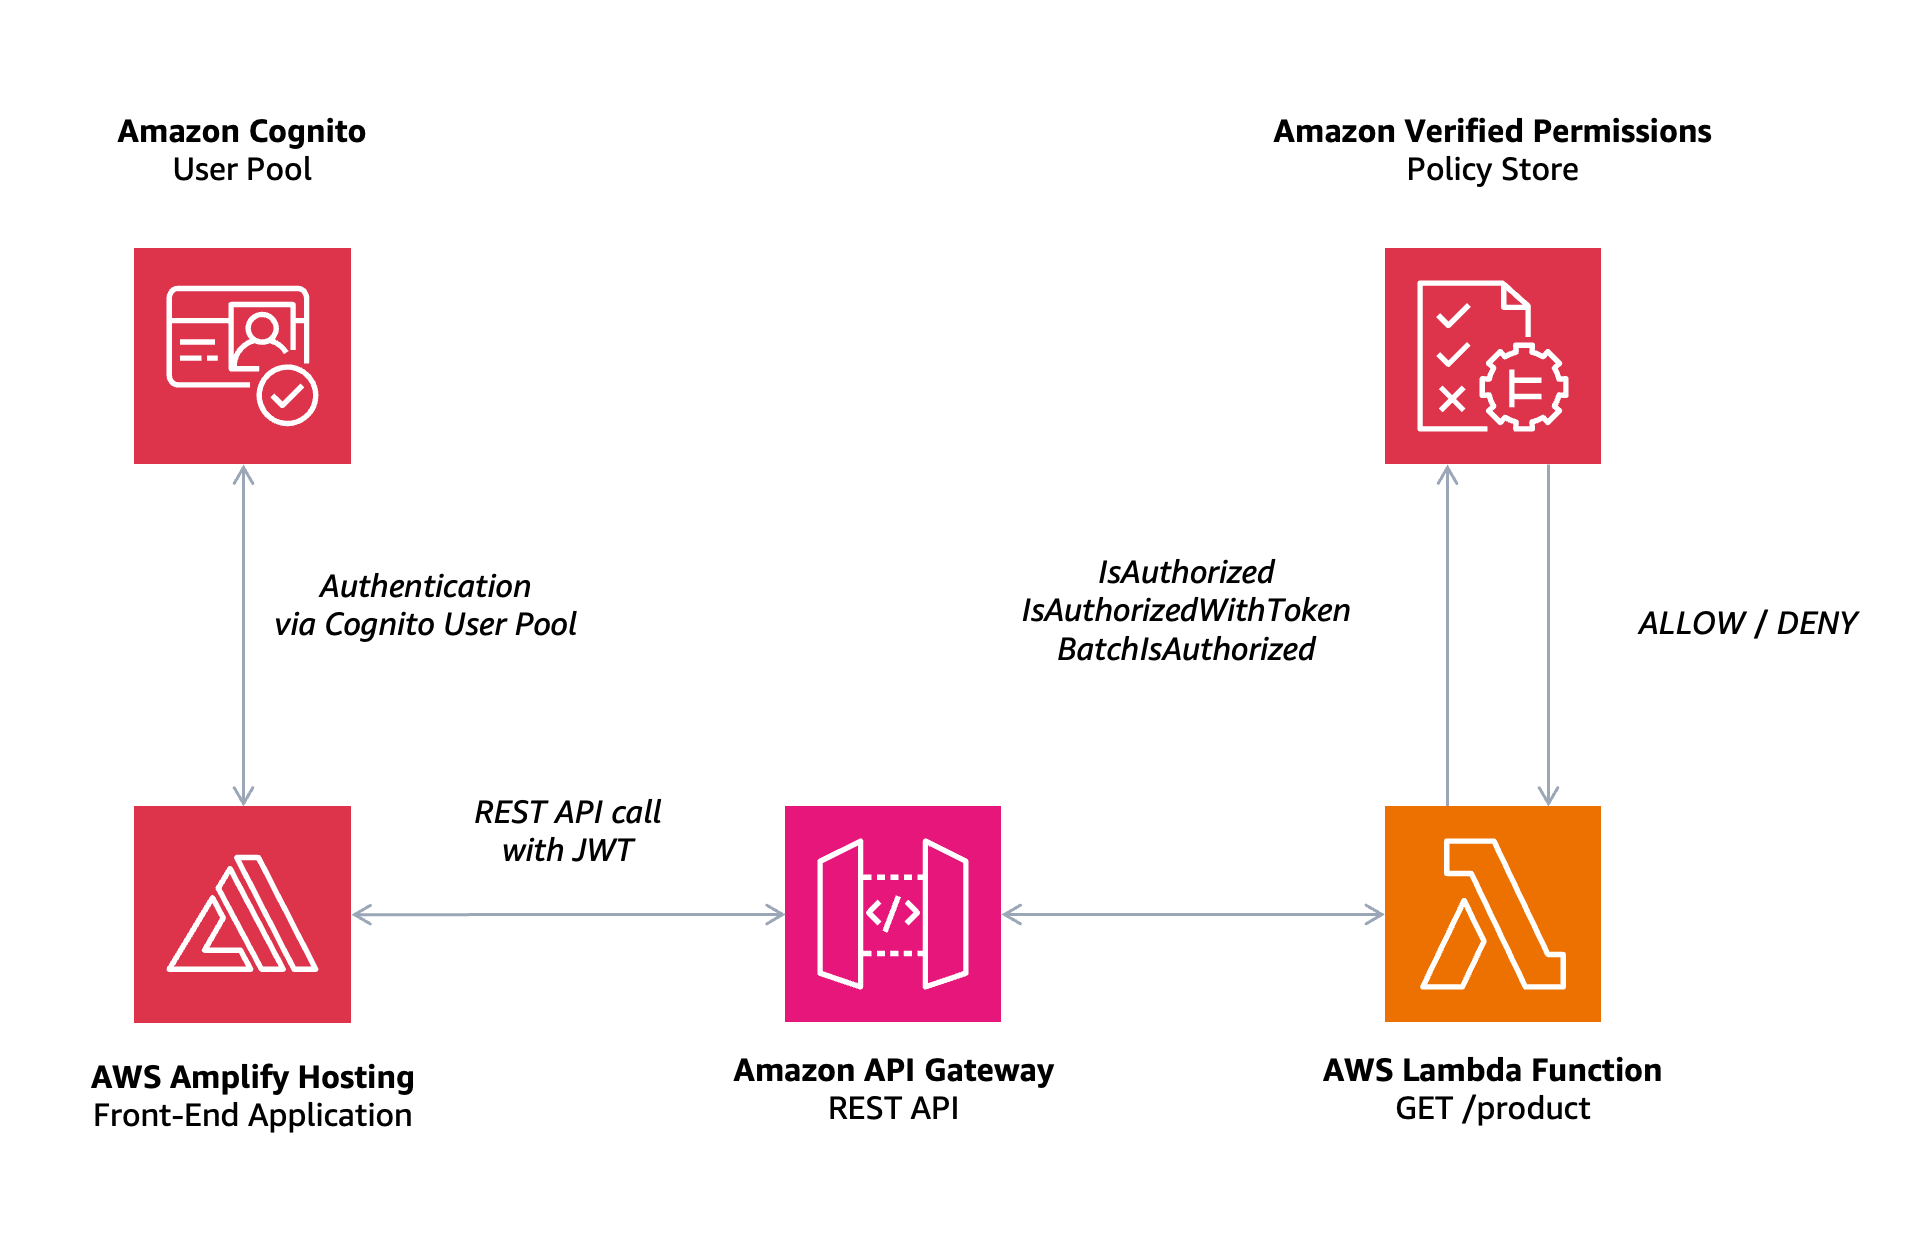 Amazon Cognito
User Pool
Amazon Verified Permissions
Policy Store
Authentication
via Cognito User Pool
IsAuthorized
IsAuthorizedWithToken
BatchIsAuthorized
ALLOW / DENY
REST API call
with JWT
</>
AWS Amplify Hosting
Front-End Application
Amazon API Gateway
REST API
AWS Lambda Function
GET /product